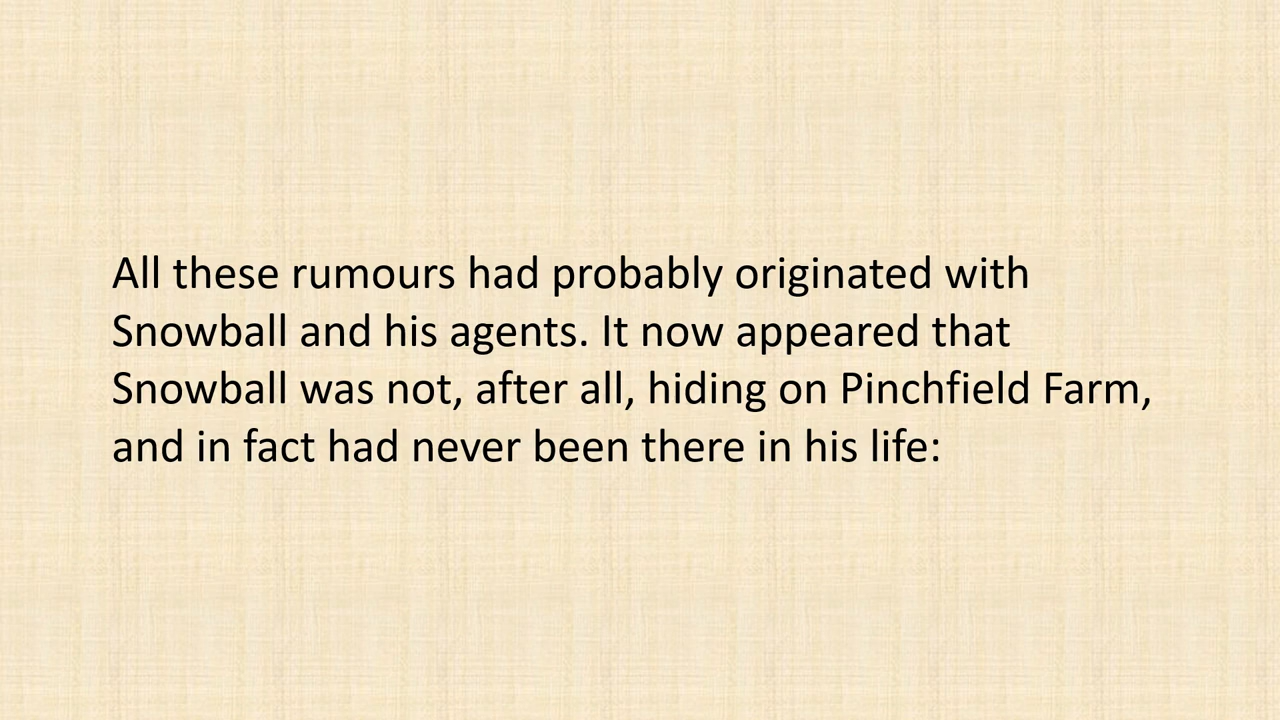 All these rumours had probably originated with
Snowball and his agents. It now appeared that
Snowball was not, after all, hiding on Pinchfield Farm,
and in fact had never been there in his life: